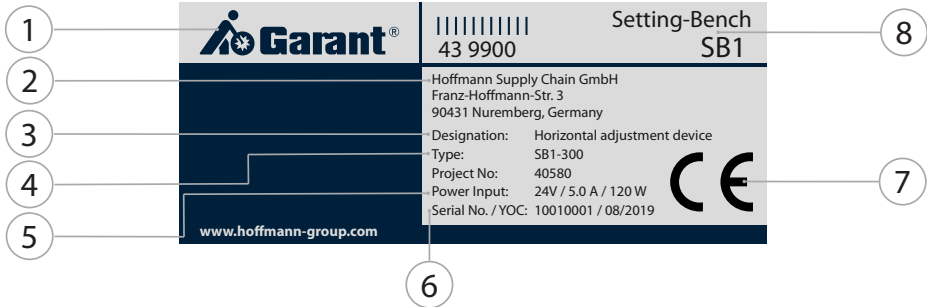 1
Garant®
43 9900
Setting-Bench
SB1
8
2
Hoffmann Supply Chain GmbH
Franz-Hoffmann-Str. 3
90431 Nuremberg, Germany
3
Designation: Horizontal adjustment device
4
Type: SB1-300
Project No: 40580
CE
7
5
Power Input: 24V / 5.0 A / 120 W
Serial No. / YOC: 10010001 / 08/2019
www.hoffmann-group.com
6